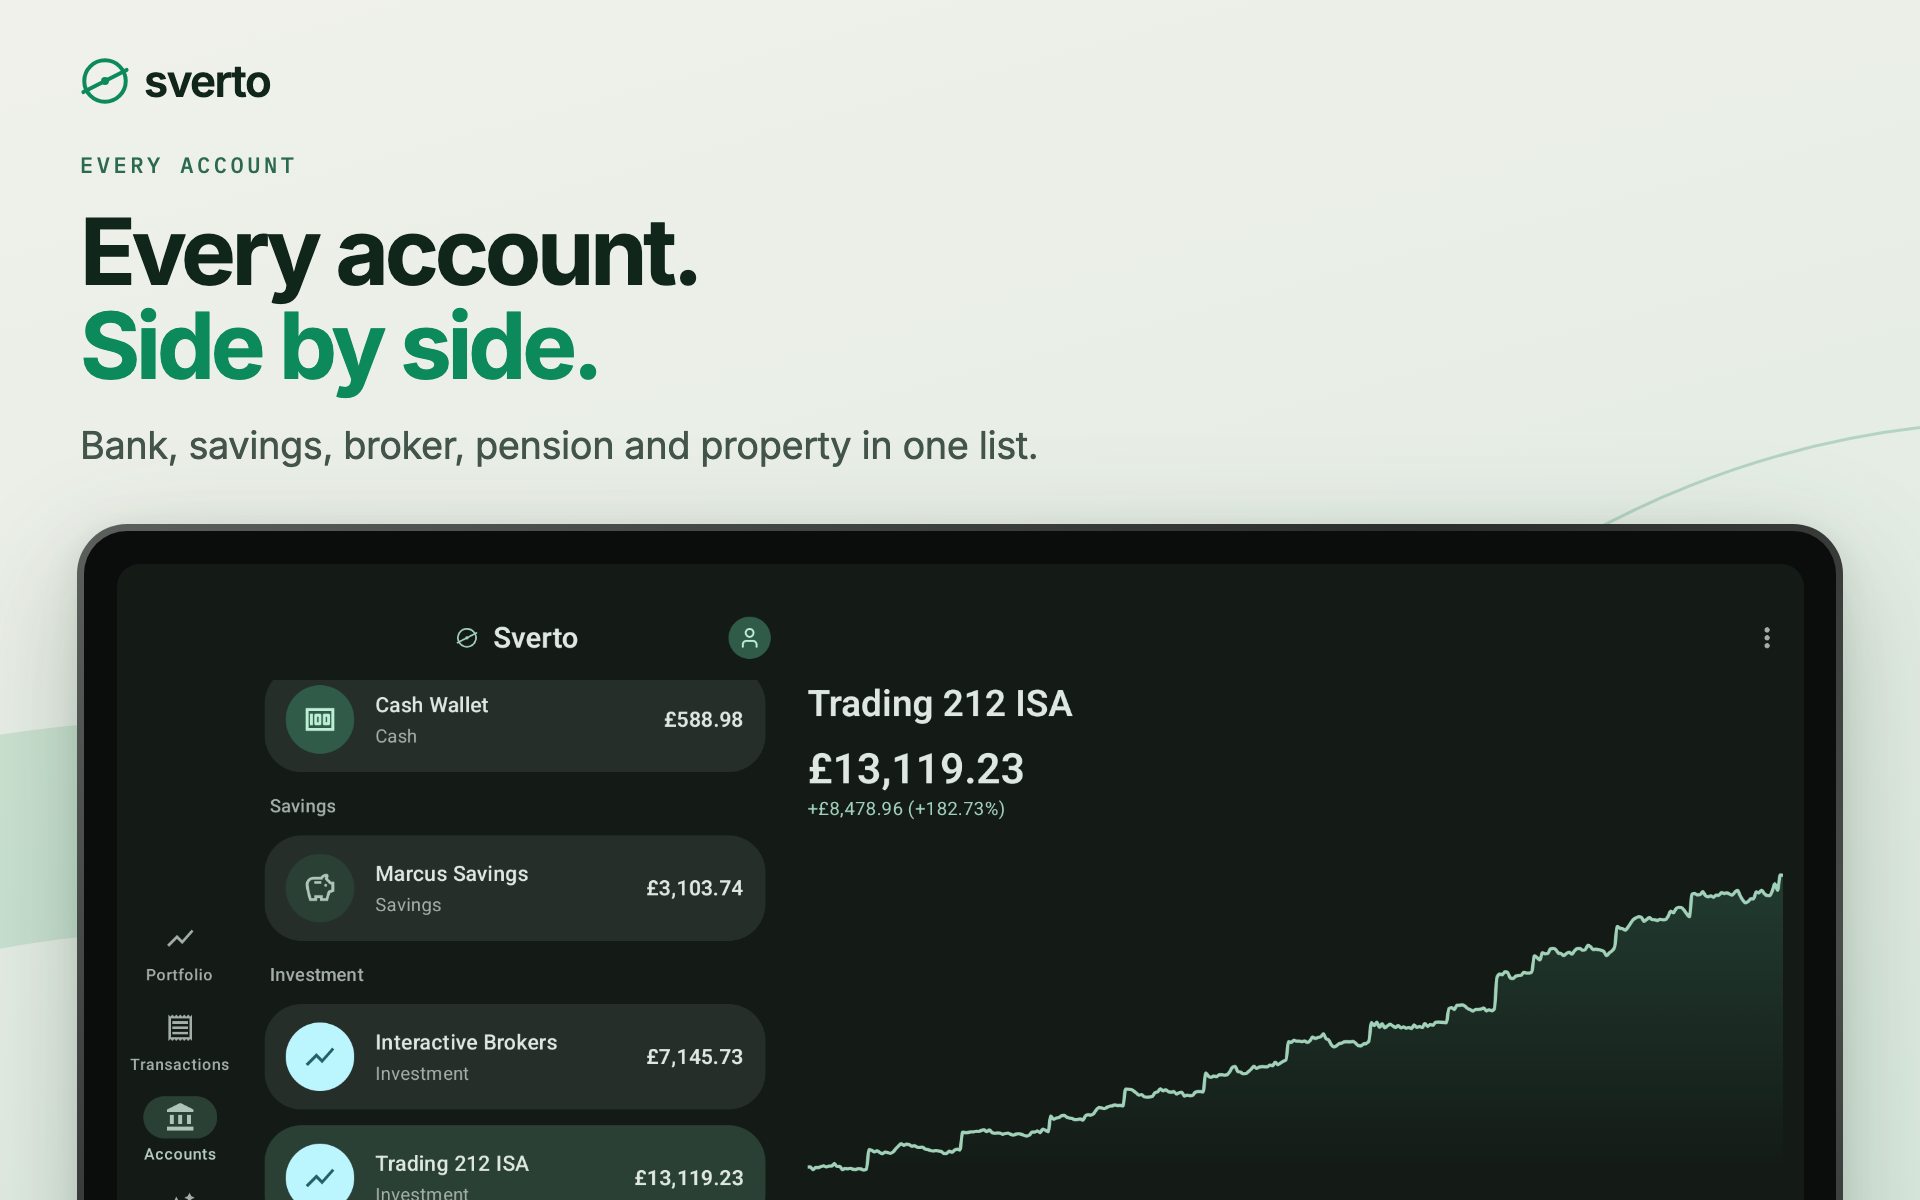 sverto
EVERY ACCOUNT
Every account.
Side by side.
Bank, savings, broker, pension and property in one list.
Sverto
Cash Wallet
Cash
£588.98
Savings
Marcus Savings
Savings
£3,103.74
Investment
Interactive Brokers
Investment
£7,145.73
Trading 212 ISA
Investment
£13,119.23
Portfolio
Transactions
Accounts
Trading 212 ISA
£13,119.23
+£8,478.96 (+182.73%)